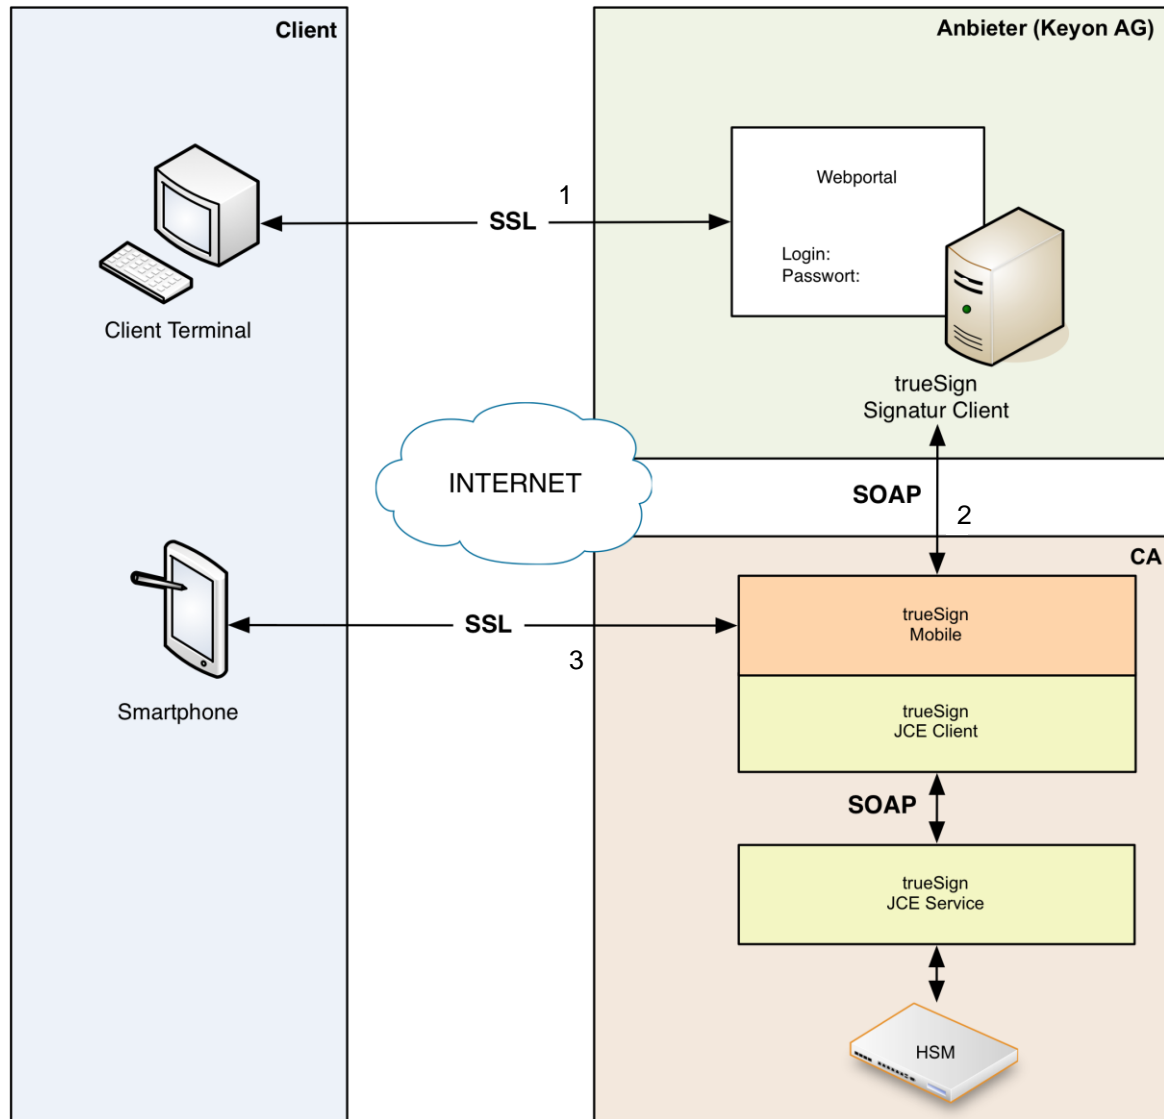 Client
Anbieter (Keyon AG)
Webportal
Login:
Passwort:
1
SSL
Client Terminal
trueSign
Signatur Client
INTERNET
SOAP
2
CA
trueSign
Mobile
SSL
3
Smartphone
trueSign
JCE Client
SOAP
trueSign
JCE Service
HSM